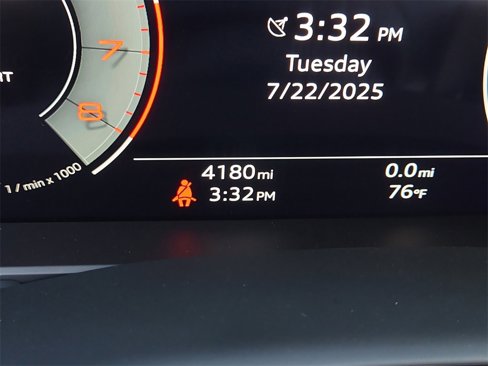 3:32 PM
Tuesday
7/22/2025
7
8
1 / min x 1000
4180 mi
0.0 mi
3:32 PM
76°F